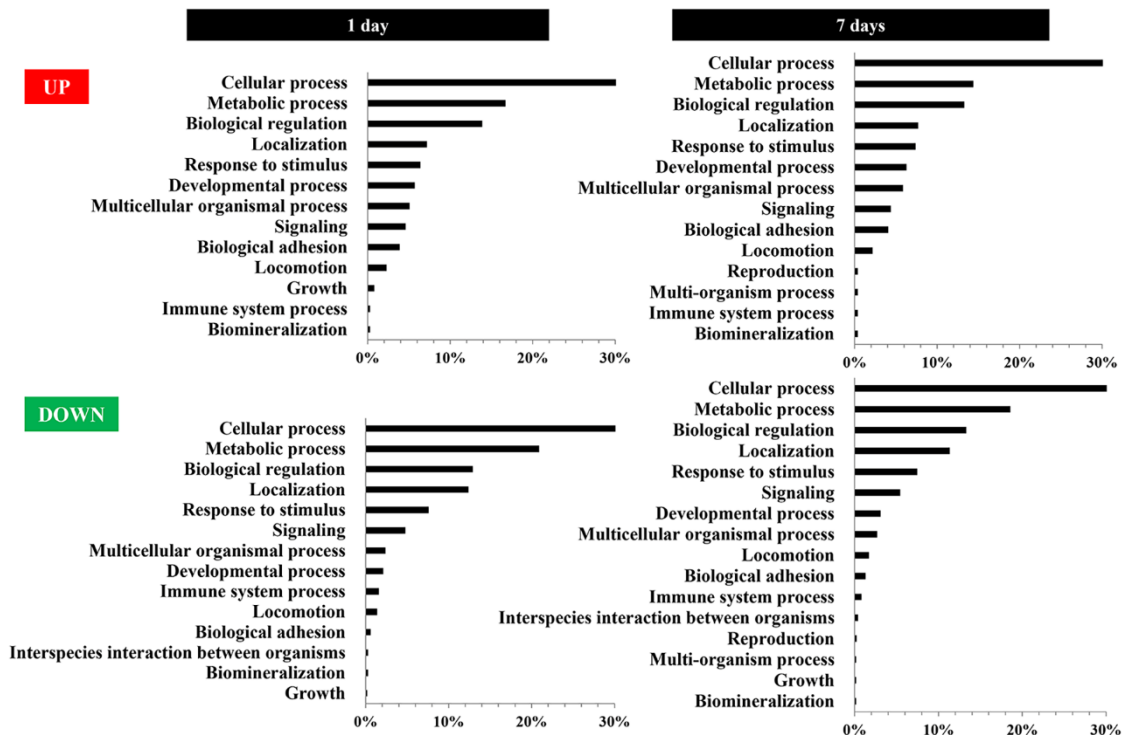 1 day
7 days
UP
Cellular process
Metabolic process
Biological regulation
Localization
Response to stimulus
Developmental process
Multicellular organismal process
Signaling
Biological adhesion
Locomotion
Growth
Immune system process
Biomineralization
0% 10% 20% 30%
Cellular process
Metabolic process
Biological regulation
Localization
Response to stimulus
Developmental process
Multicellular organismal process
Signaling
Biological adhesion
Locomotion
Reproduction
Multi-organism process
Immune system process
Biomineralization
0% 10% 20% 30%
DOWN
Cellular process
Metabolic process
Biological regulation
Localization
Response to stimulus
Signaling
Multicellular organismal process
Developmental process
Immune system process
Locomotion
Biological adhesion
Interspecies interaction between organisms
Biomineralization
Growth
0% 10% 20% 30%
Cellular process
Metabolic process
Biological regulation
Localization
Response to stimulus
Signaling
Developmental process
Multicellular organismal process
Locomotion
Biological adhesion
Immune system process
Interspecies interaction between organisms
Reproduction
Multi-organism process
Growth
Biomineralization
0% 10% 20% 30%